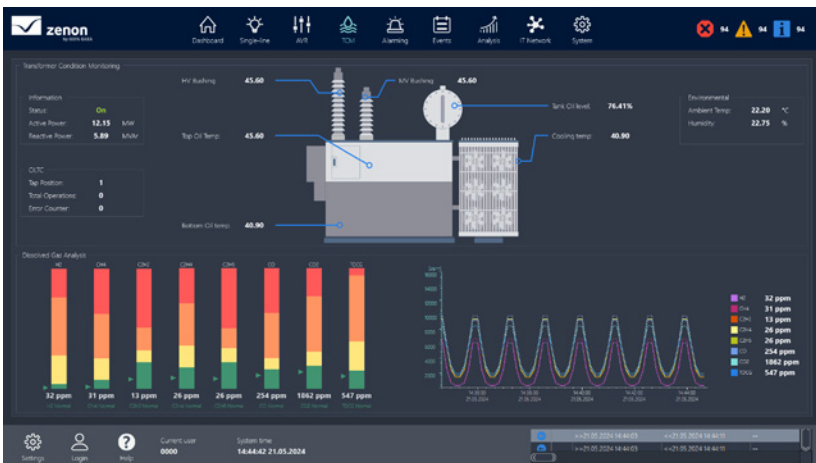 zenon
by COPA-DATA
Dashboard
Single-line
AVR
TCM
Alarming
Events
Analysis
IT Network
System
94
94
94
Transformer Condition Monitoring
Information
Status: On
Active Power: 12.15 MW
Reactive Power: 5.89 MVAr
OLTC
Tap Position: 1
Total Operations: 0
Error Counter: 0
HV Bushing 45.60
MV Bushing 45.60
Top Oil Temp: 45.60
Bottom Oil temp: 40.90
Tank Oil level: 76.41%
Cooling temp: 40.90
Environmental
Ambient Temp: 22.20 °C
Humidity: 22.75 %
Dissolved Gas Analysis
H2 CH4 C2H2 C2H4 C2H6 CO CO2 TDCG
32 ppm 31 ppm 13 ppm 26 ppm 26 ppm 254 ppm 1862 ppm 547 ppm
H2 32 ppm
CH4 31 ppm
C2H2 13 ppm
C2H4 26 ppm
C2H6 26 ppm
CO 254 ppm
CO2 1862 ppm
TDCG 547 ppm
Settings
Login
Help
Current user
0000
System time
14:44:42 21.05.2024
>>21.05.2024 14:44:03 <<21.05.2024 14:44:11 --